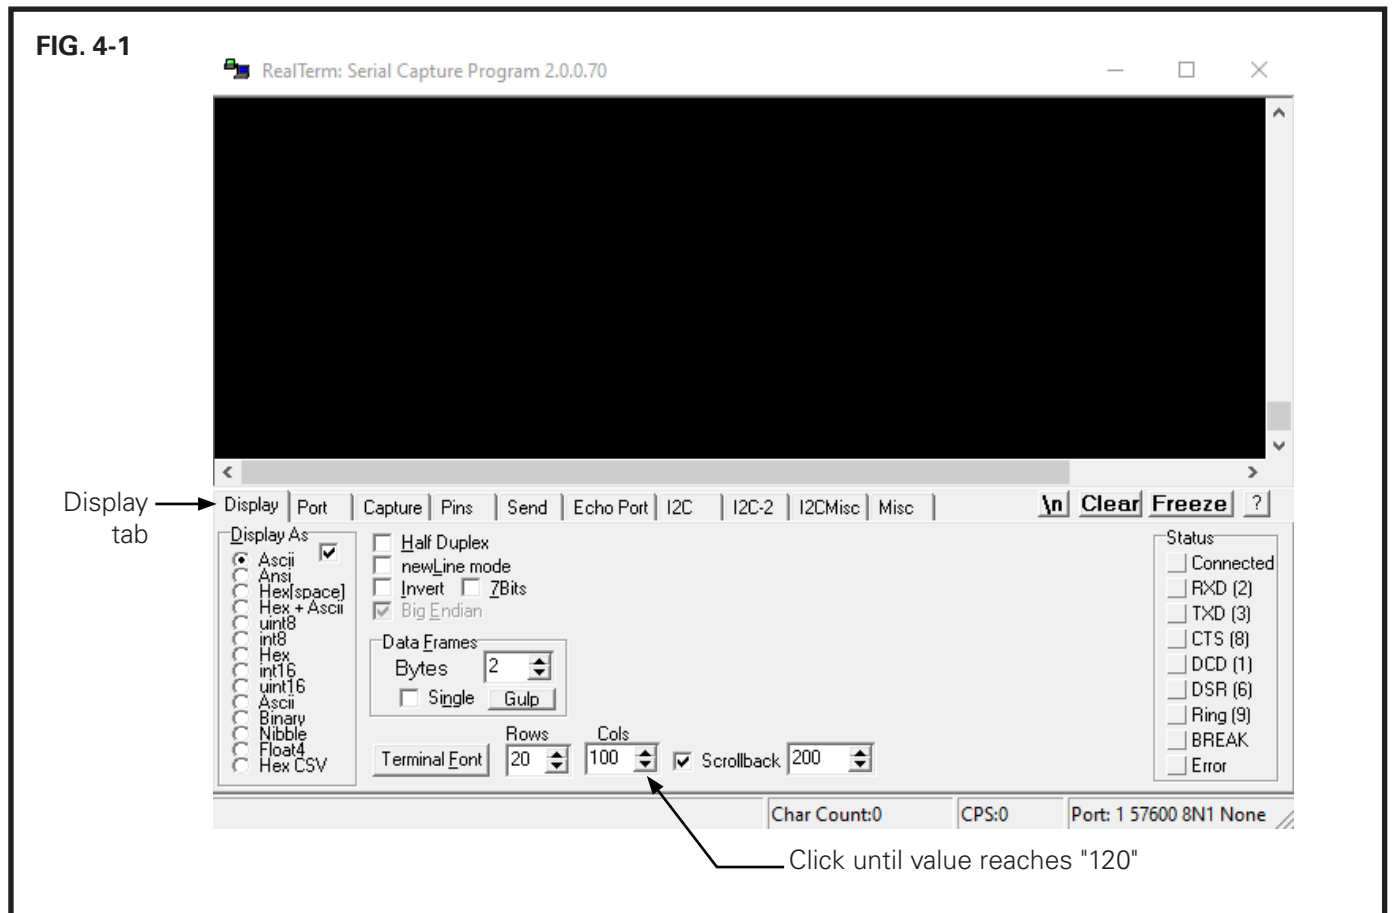 FIG. 4-1
RealTerm: Serial Capture Program 2.0.0.70
Display tab
Display Port Capture Pins Send Echo Port I2C I2C-2 I2CMisc Misc \n Clear Freeze ?
Display As
Ascii
Ansi
Hex[space]
Hex + Ascii
uint8
int8
Hex
int16
uint16
Ascii
Binary
Nibble
Float4
Hex CSV
Half Duplex
newLine mode
Invert 7Bits
Big Endian
Data Frames
Bytes 2
Single Gulp
Rows Cols
Terminal Font 20 100 Scrollback 200
Status
Connected
RXD (2)
TXD (3)
CTS (8)
DCD (1)
DSR (6)
Ring (9)
BREAK
Error
Char Count:0 CPS:0 Port: 1 57600 8N1 None
Click until value reaches "120"